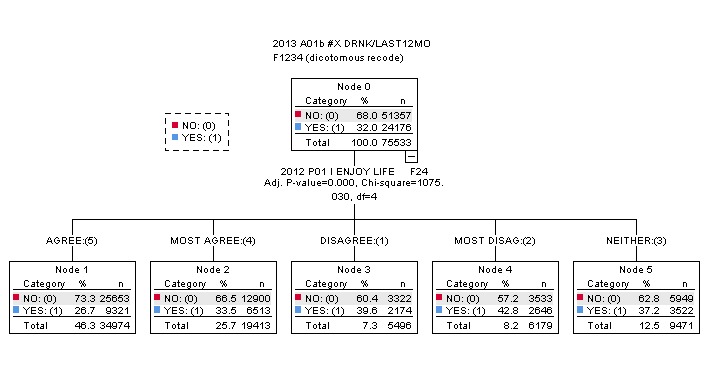 2013 A01b #X DRNK/LAST12MO
F1234 (dicotomous recode)
Node 0
Category % n
NO: (0) 68.0 51357
YES: (1) 32.0 24176
Total 100.0 75533
NO: (0)
YES: (1)
2012 P01 I ENJOY LIFE F24
Adj. P-value=0.000, Chi-square=1075.
030, df=4
AGREE:(5) MOST AGREE:(4) DISAGREE:(1) MOST DISAG:(2) NEITHER:(3)
Node 1
Category % n
NO: (0) 73.3 25653
YES: (1) 26.7 9321
Total 46.3 34974
Node 2
Category % n
NO: (0) 66.5 12900
YES: (1) 33.5 6513
Total 25.7 19413
Node 3
Category % n
NO: (0) 60.4 3322
YES: (1) 39.6 2174
Total 7.3 5496
Node 4
Category % n
NO: (0) 57.2 3533
YES: (1) 42.8 2646
Total 8.2 6179
Node 5
Category % n
NO: (0) 62.8 5949
YES: (1) 37.2 3522
Total 12.5 9471